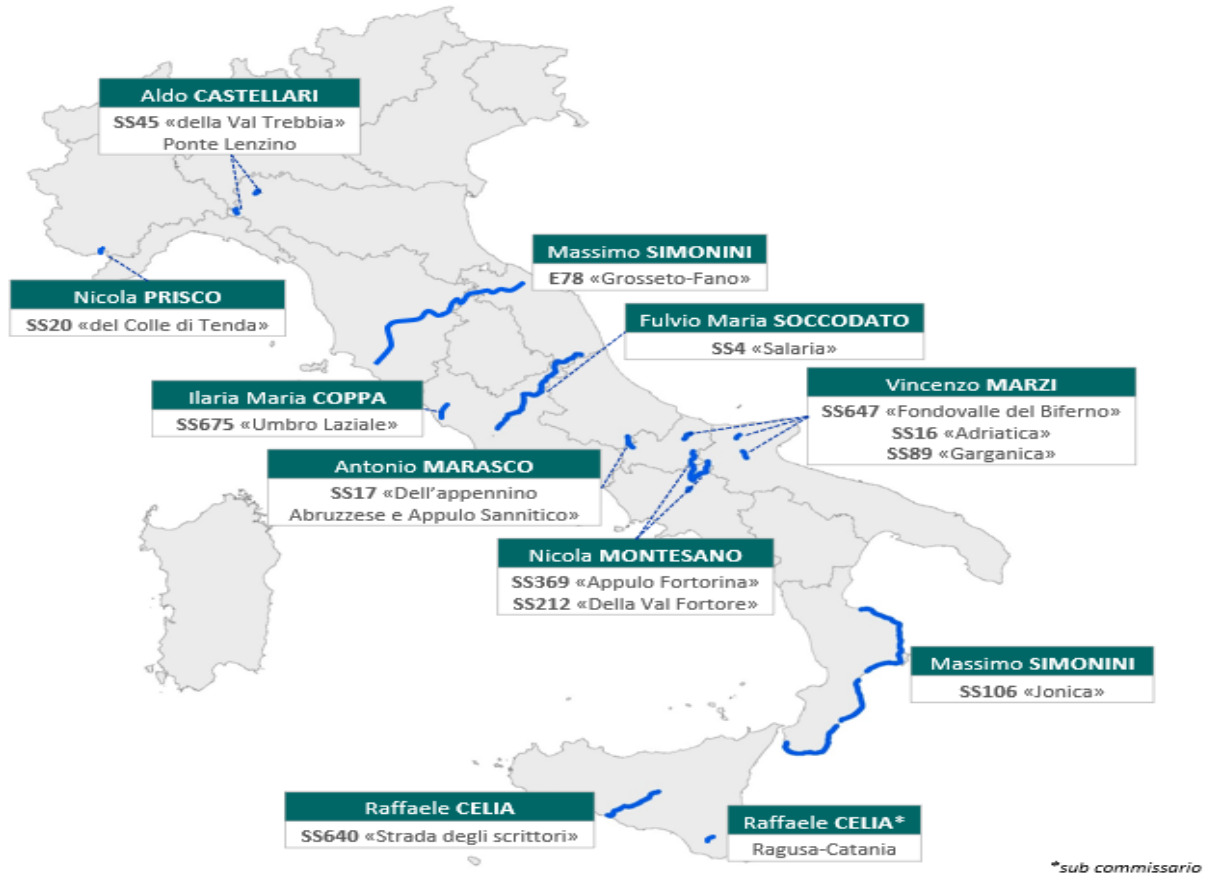 Aldo CASTELLARI
SS45 «della Val Trebbia»
Ponte Lenzino
Massimo SIMONINI
E78 «Grosseto-Fano»
Nicola PRISCO
SS20 «del Colle di Tenda»
Fulvio Maria SOCCODATO
SS4 «Salaria»
Ilaria Maria COPPA
SS675 «Umbro Laziale»
Vincenzo MARZI
SS647 «Fondovalle del Biferno»
SS16 «Adriatica»
SS89 «Garganica»
Antonio MARASCO
SS17 «Dell'appennino
Abruzzese e Appulo Sannitico»
Nicola MONTESANO
SS369 «Appulo Fortorina»
SS212 «Della Val Fortore»
Massimo SIMONINI
SS106 «Jonica»
Raffaele CELIA
SS640 «Strada degli scrittori»
Raffaele CELIA*
Ragusa-Catania
*sub commissario